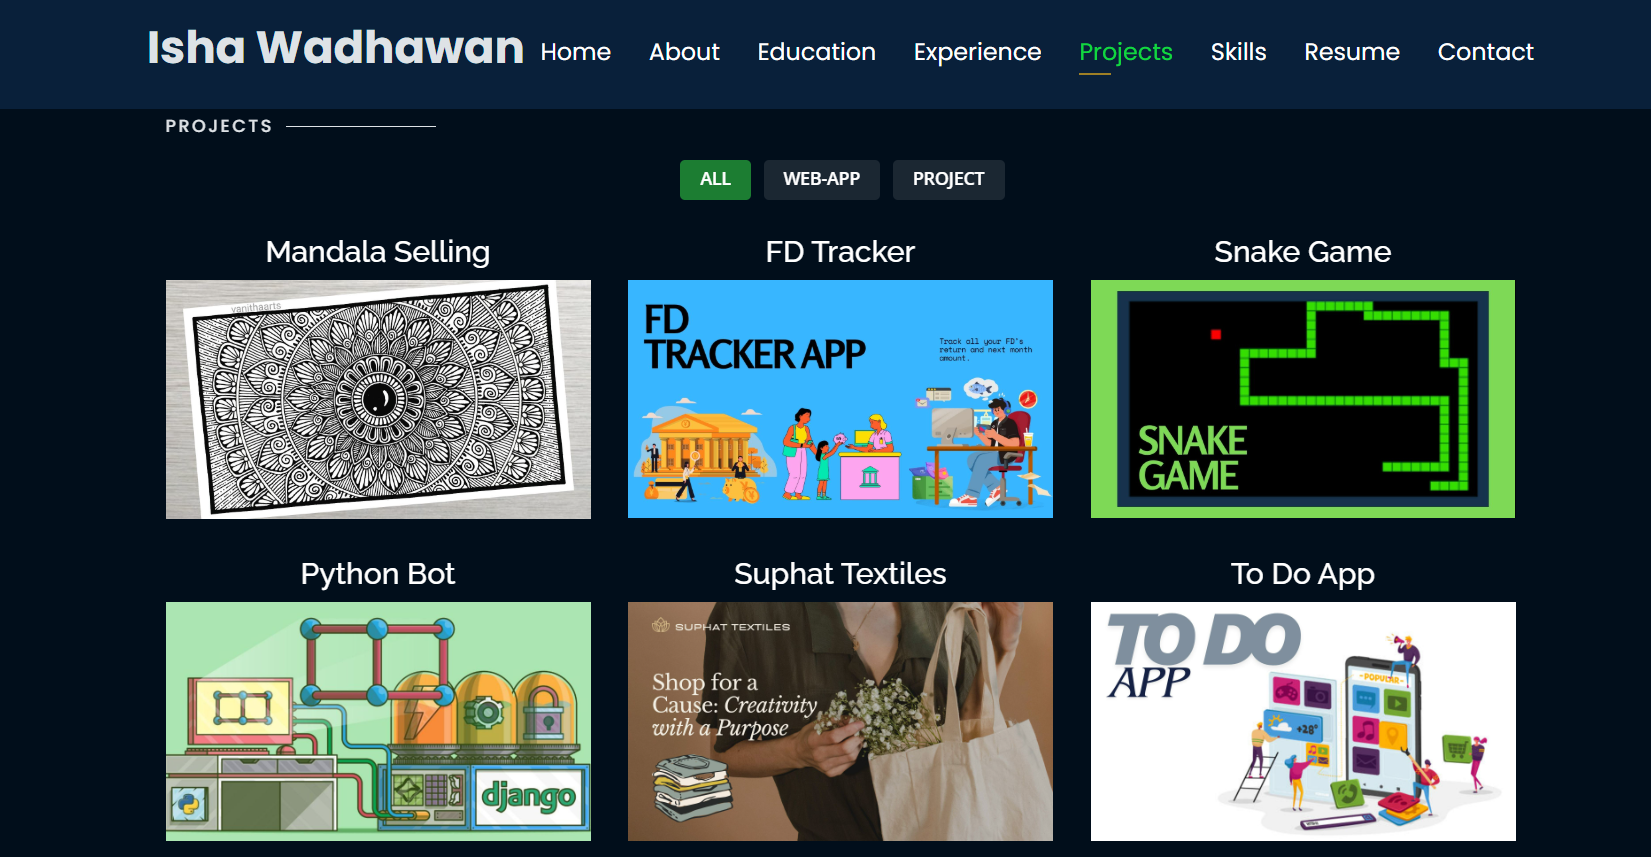 Isha Wadhawan
Home About Education Experience Projects Skills Resume Contact
PROJECTS
ALL WEB-APP PROJECT
Mandala Selling
vanithaarts
FD Tracker
FD
TRACKER APP
Track all your FD's
return and next month
amount.
Snake Game
SNAKE
GAME
Python Bot
django
Suphat Textiles
SUPHAT TEXTILES
Shop for a
Cause: Creativity
with a Purpose
To Do App
TO DO
APP
POPULAR
+28°